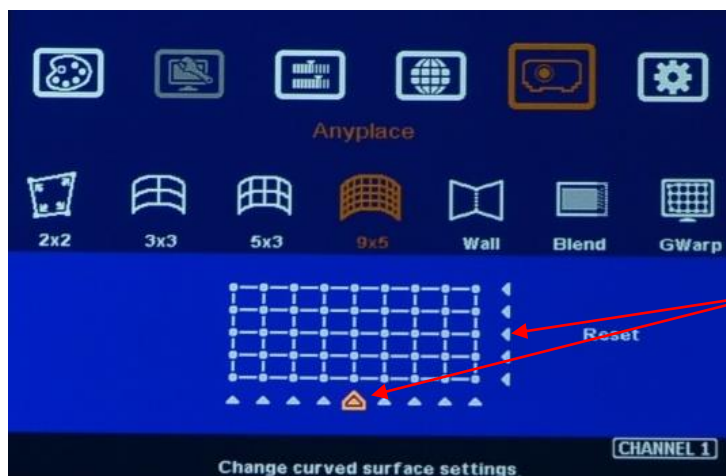 Anyplace
2x2 3x3 5x3 9x5 Wall Blend GWarp
Reset
CHANNEL 1
Change curved surface settings